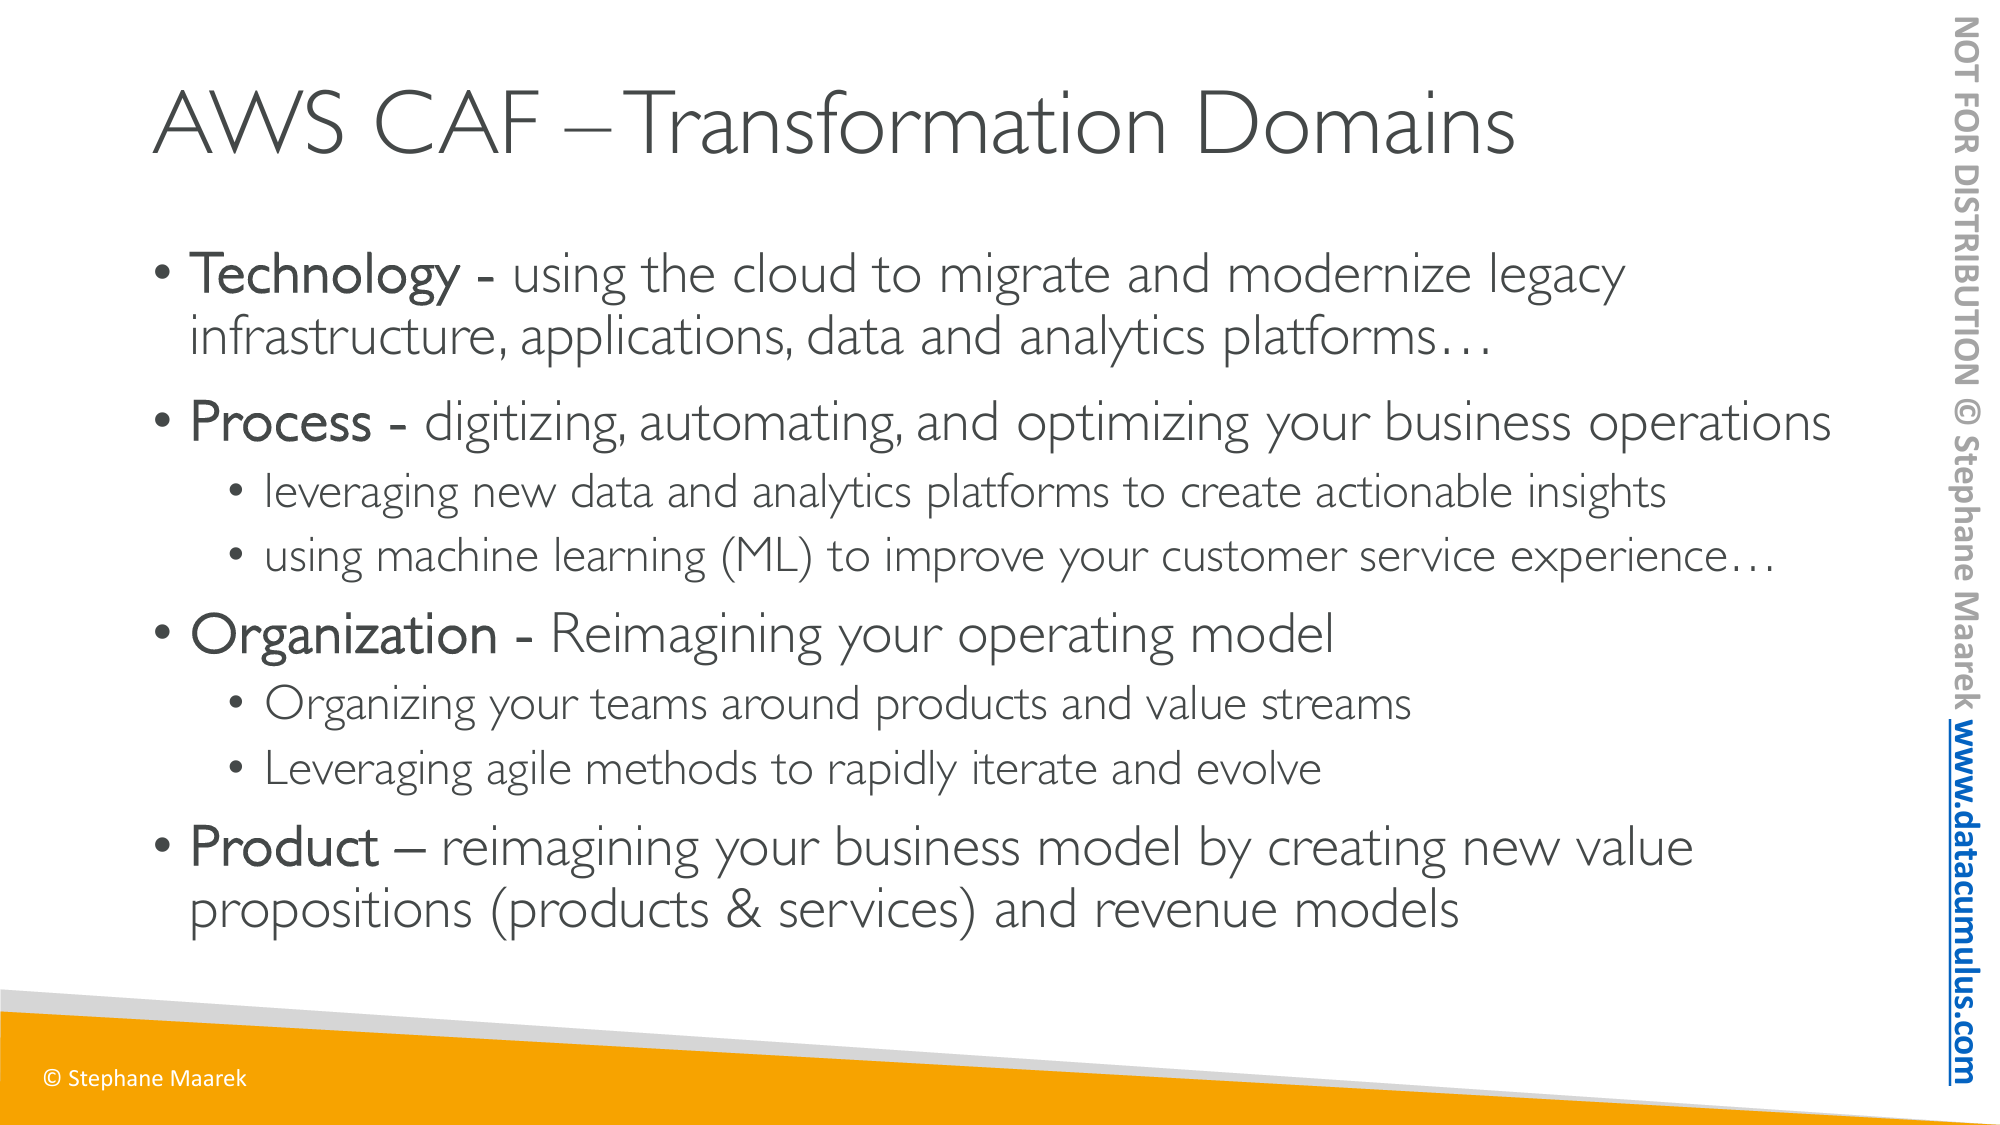 AWS CAF – Transformation Domains
• Technology - using the cloud to migrate and modernize legacy
infrastructure, applications, data and analytics platforms…
• Process - digitizing, automating, and optimizing your business operations
• leveraging new data and analytics platforms to create actionable insights
• using machine learning (ML) to improve your customer service experience…
• Organization - Reimagining your operating model
• Organizing your teams around products and value streams
• Leveraging agile methods to rapidly iterate and evolve
• Product – reimagining your business model by creating new value
propositions (products & services) and revenue models
© Stephane Maarek
NOT FOR DISTRIBUTION © Stephane Maarek www.datacumulus.com